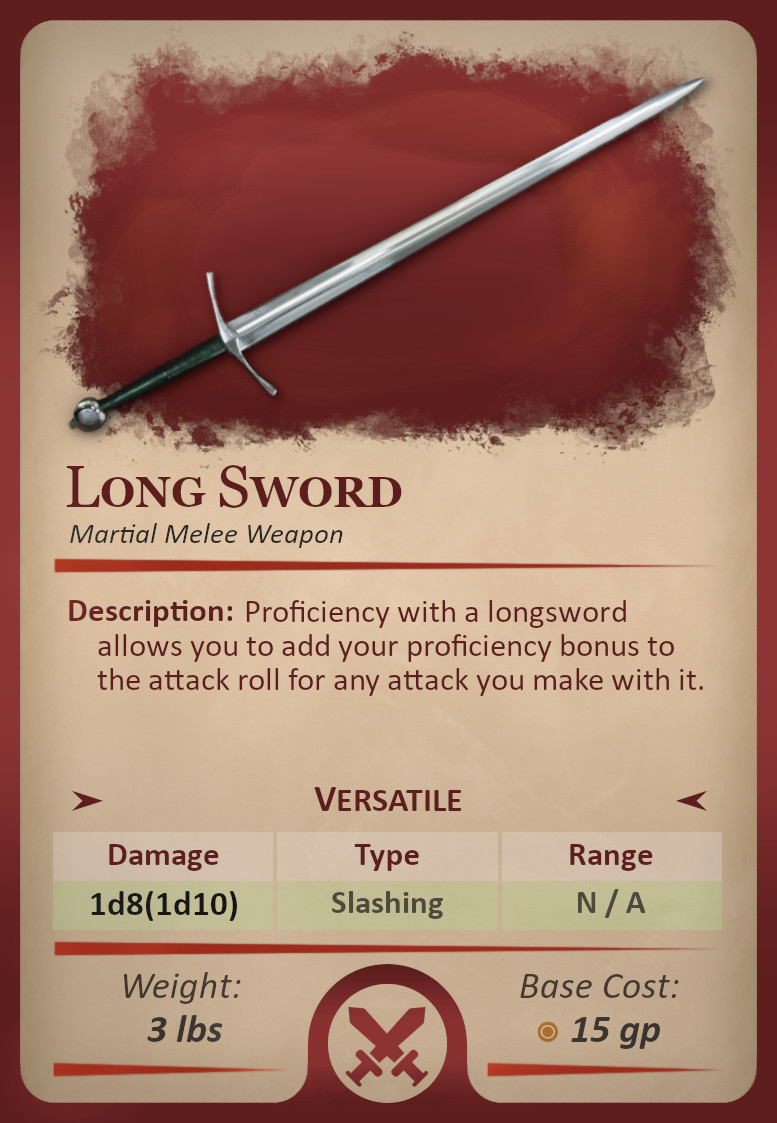 Long Sword
Martial Melee Weapon
Description: Proficiency with a longsword
allows you to add your proficiency bonus to
the attack roll for any attack you make with it.
Versatile
Damage Type Range
1d8(1d10) Slashing N / A
Weight: Base Cost:
3 lbs 15 gp